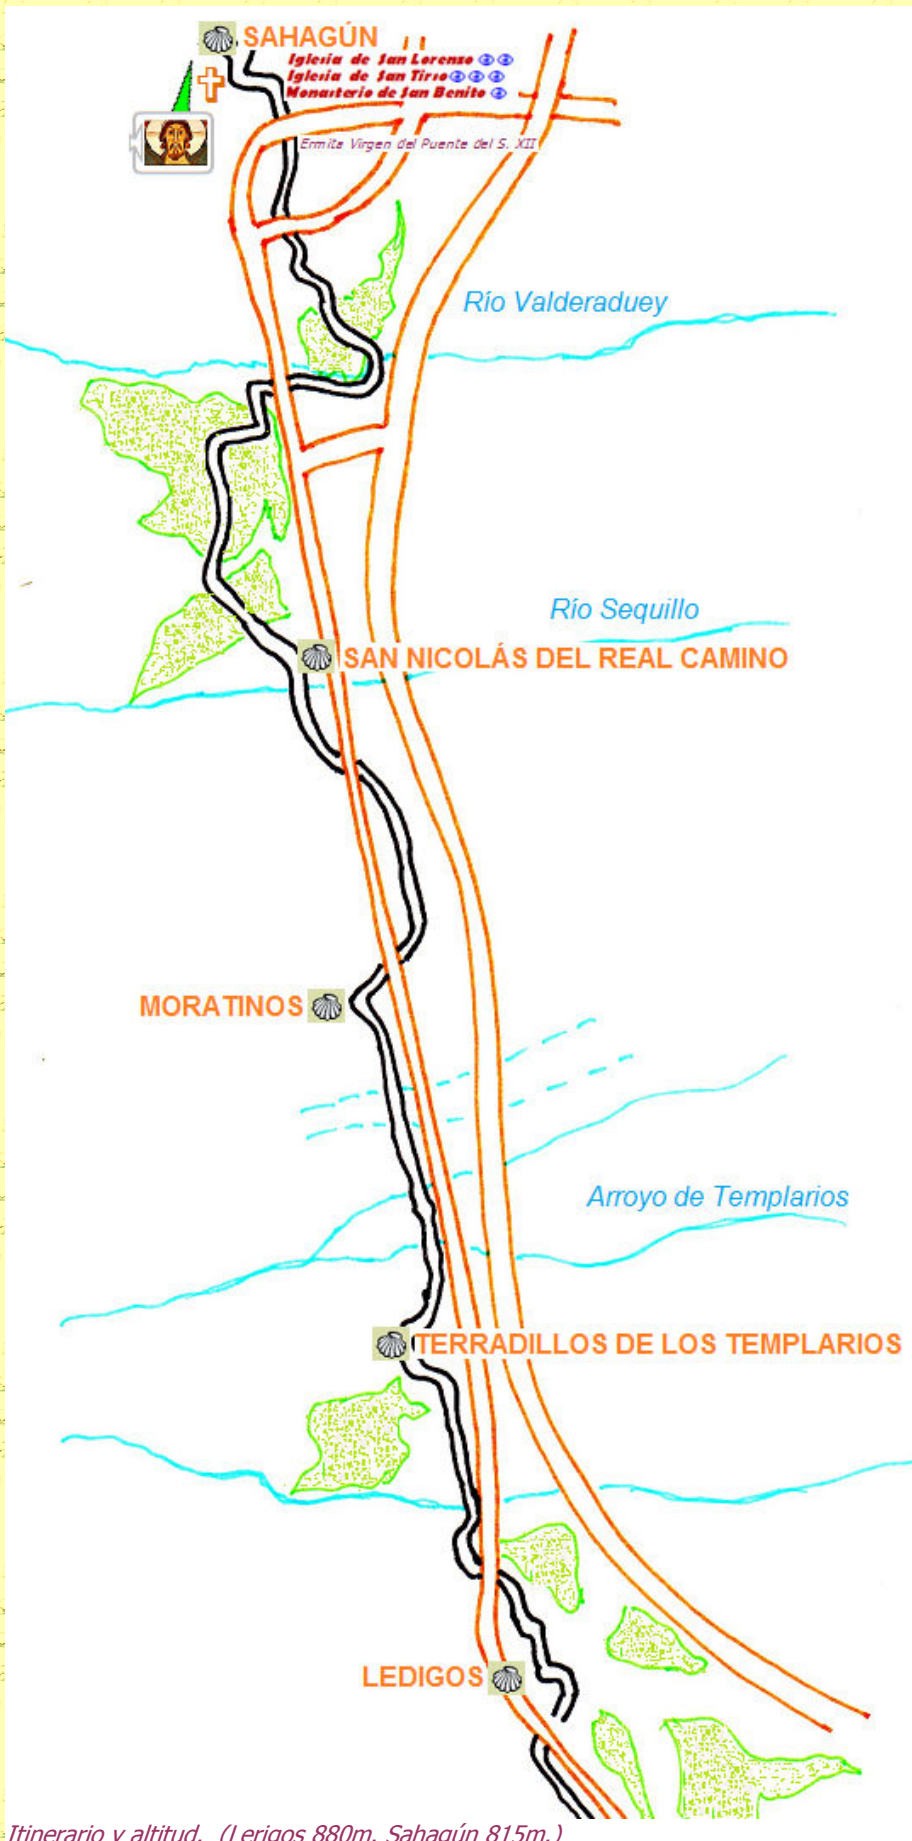 SAHAGÚN
Iglesia de San Lorenzo
Iglesia de San Tirso
Monasterio de San Benito
Ermita Virgen del Puente del S. XII
Río Valderaduey
Río Sequillo
SAN NICOLÁS DEL REAL CAMINO
MORATINOS
Arroyo de Templarios
TERRADILLOS DE LOS TEMPLARIOS
LEDIGOS
Itinerario y altitud. (Lerigos 880m. Sahagún 815m.)